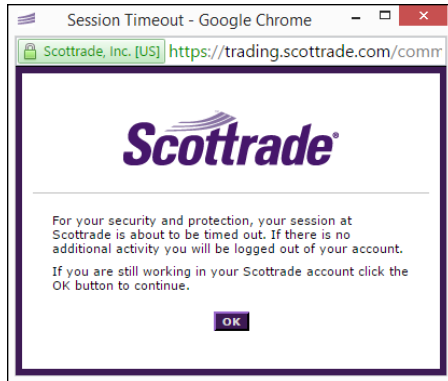 Session Timeout - Google Chrome
Scottrade, Inc. [US] https://trading.scottrade.com/comm
Scottrade®
For your security and protection, your session at
Scottrade is about to be timed out. If there is no
additional activity you will be logged out of your account.
If you are still working in your Scottrade account click the
OK button to continue.
OK